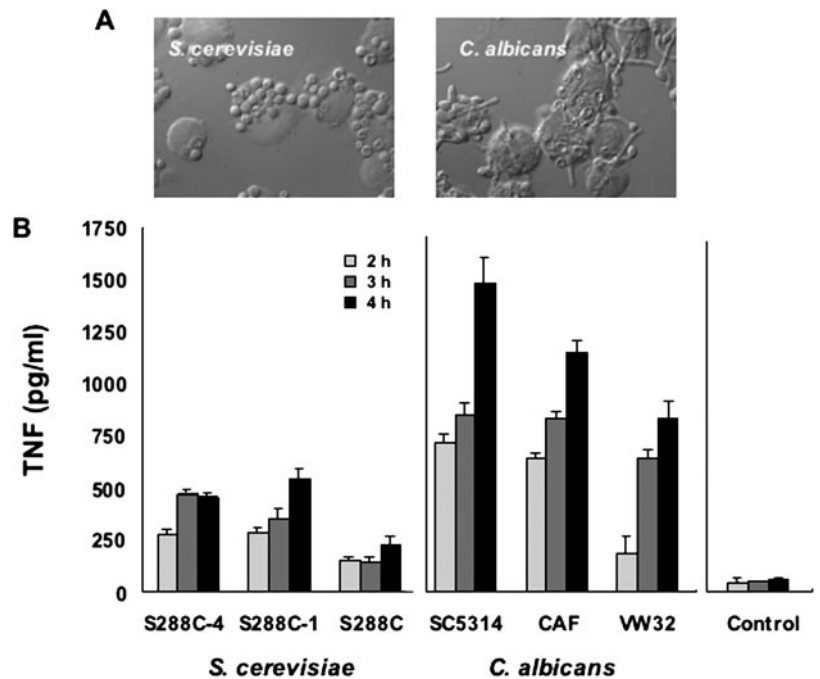 A
S. cerevisiae
C. albicans
B
TNF (pg/ml)
1750
1500
1250
1000
750
500
250
0
2 h
3 h
4 h
S288C-4 S288C-1 S288C SC5314 CAF VW32 Control
S. cerevisiae C. albicans